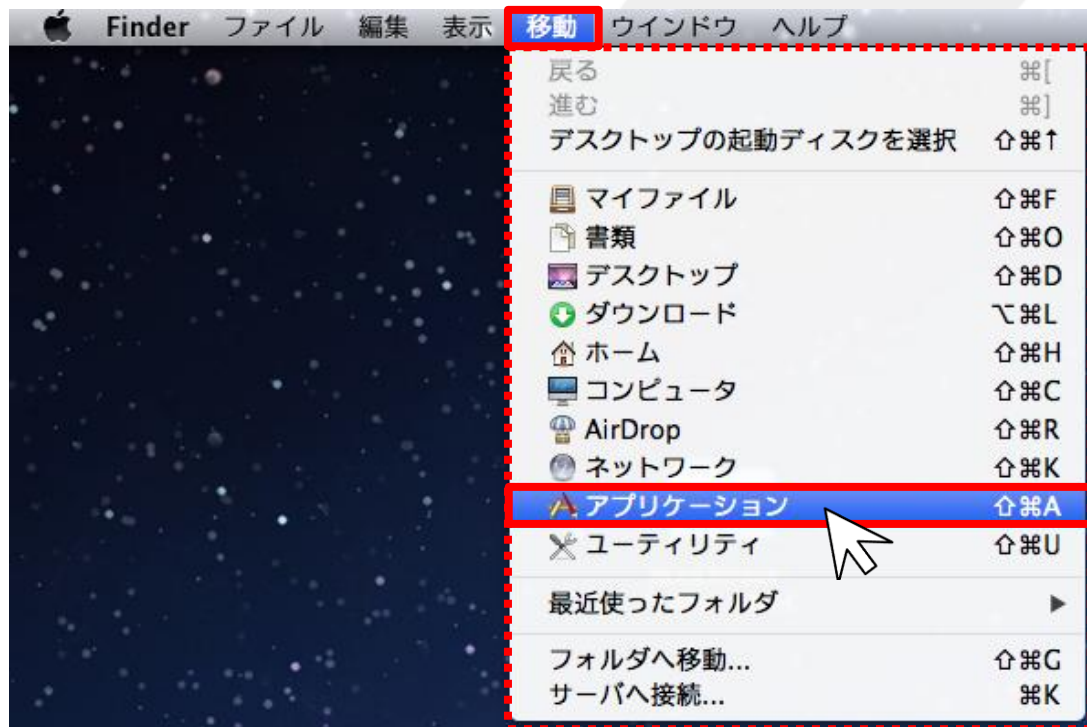 Finder ファイル 編集 表示 移動 ウインドウ ヘルプ
戻る ⌘[
進む ⌘]
デスクトップの起動ディスクを選択 ⇧⌘↑
マイファイル ⇧⌘F
書類 ⇧⌘O
デスクトップ ⇧⌘D
ダウンロード ⌥⌘L
ホーム ⇧⌘H
コンピュータ ⇧⌘C
AirDrop ⇧⌘R
ネットワーク ⇧⌘K
アプリケーション ⇧⌘A
ユーティリティ ⇧⌘U
最近使ったフォルダ ▶
フォルダへ移動... ⇧⌘G
サーバへ接続... ⌘K